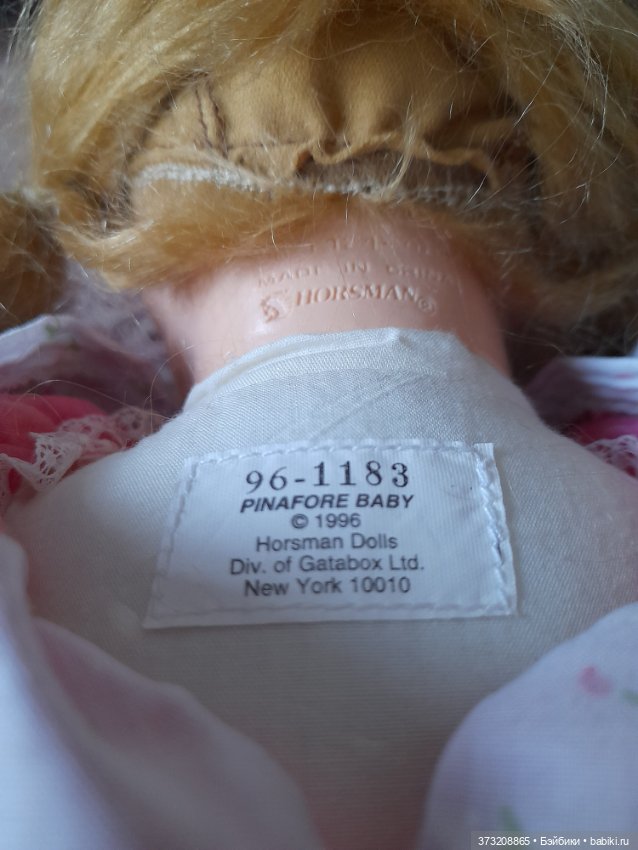 MADE IN CHINA
HORSMAN
96-1183
PINAFORE BABY
© 1996
Horsman Dolls
Div. of Gatabox Ltd.
New York 10010
373208865 • Бэйбики • babiki.ru